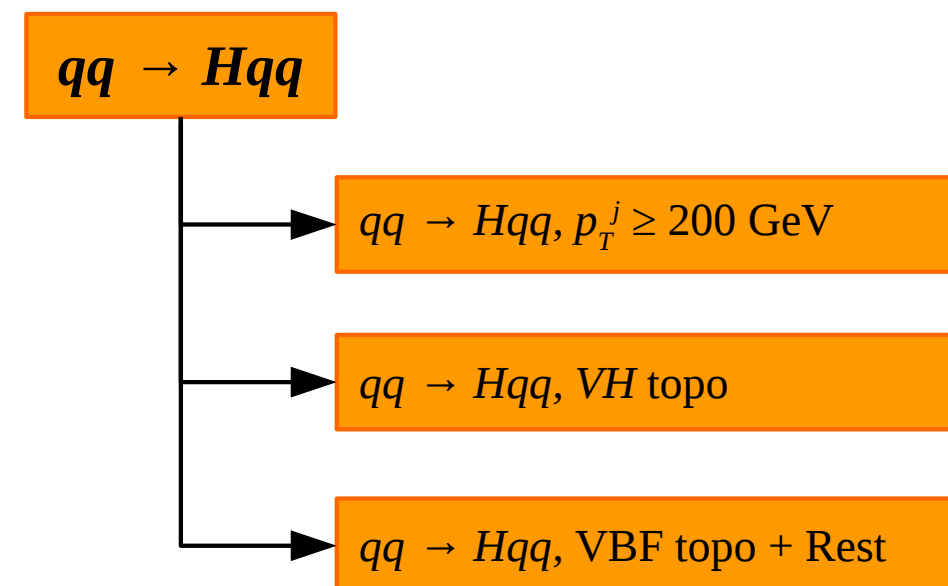 qq → Hqq
qq → Hqq, p_T^j ≥ 200 GeV
qq → Hqq, VH topo
qq → Hqq, VBF topo + Rest